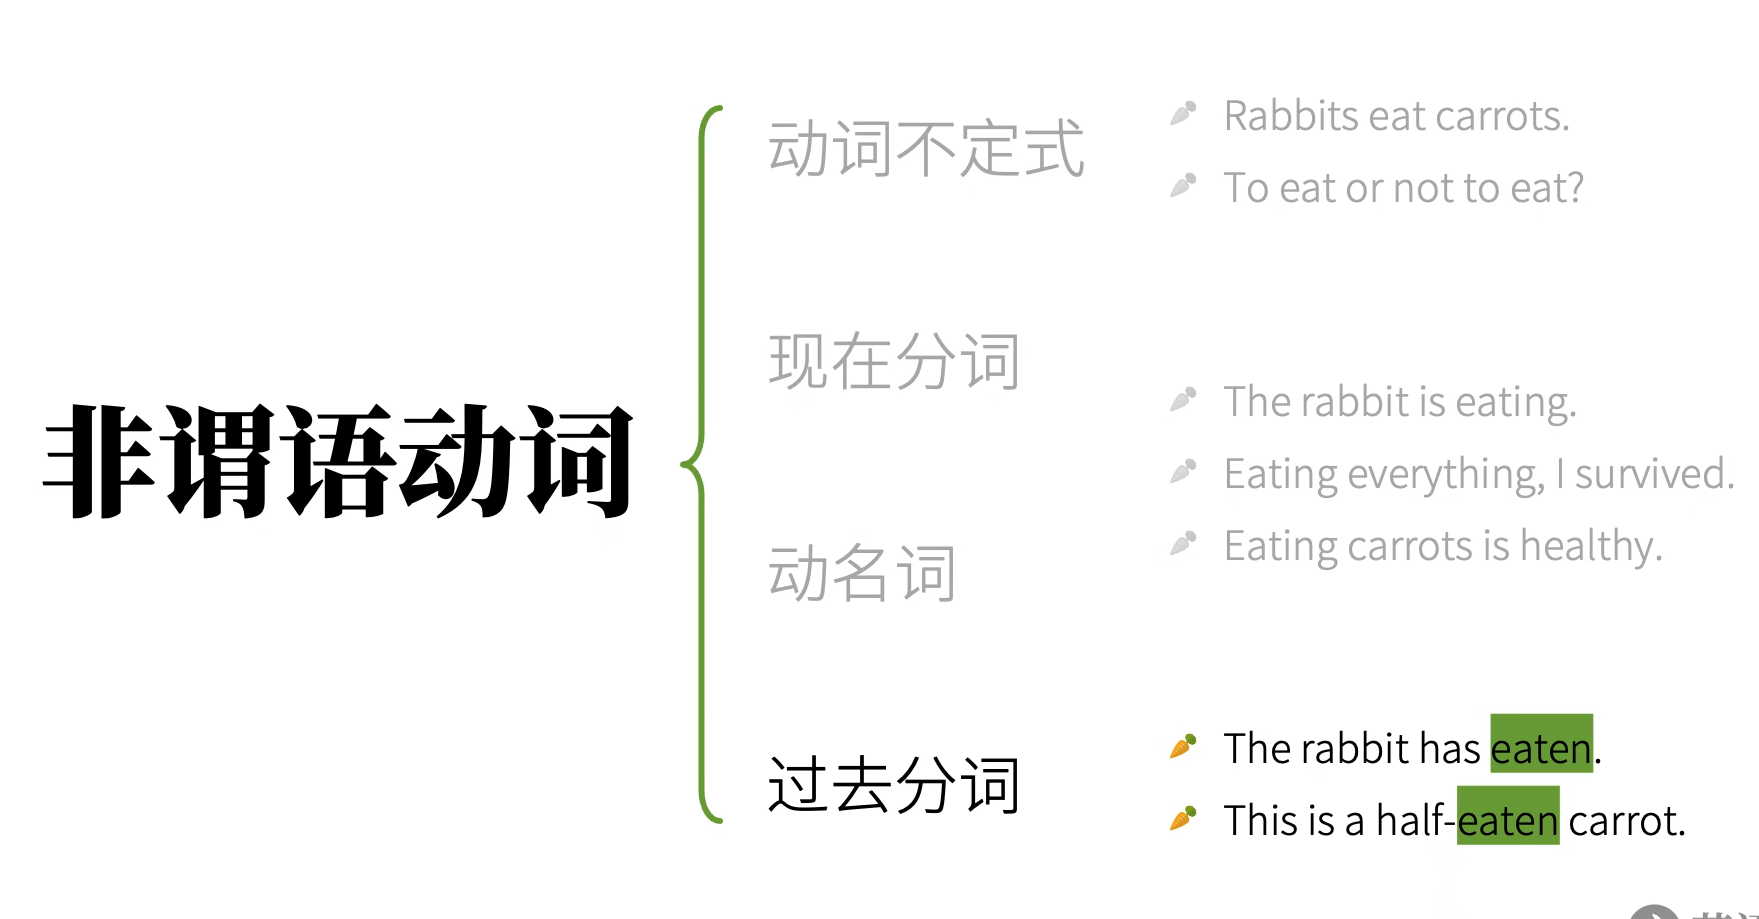 非谓语动词
动词不定式
Rabbits eat carrots.
To eat or not to eat?
现在分词
The rabbit is eating.
Eating everything, I survived.
Eating carrots is healthy.
动名词
过去分词
The rabbit has eaten.
This is a half-eaten carrot.